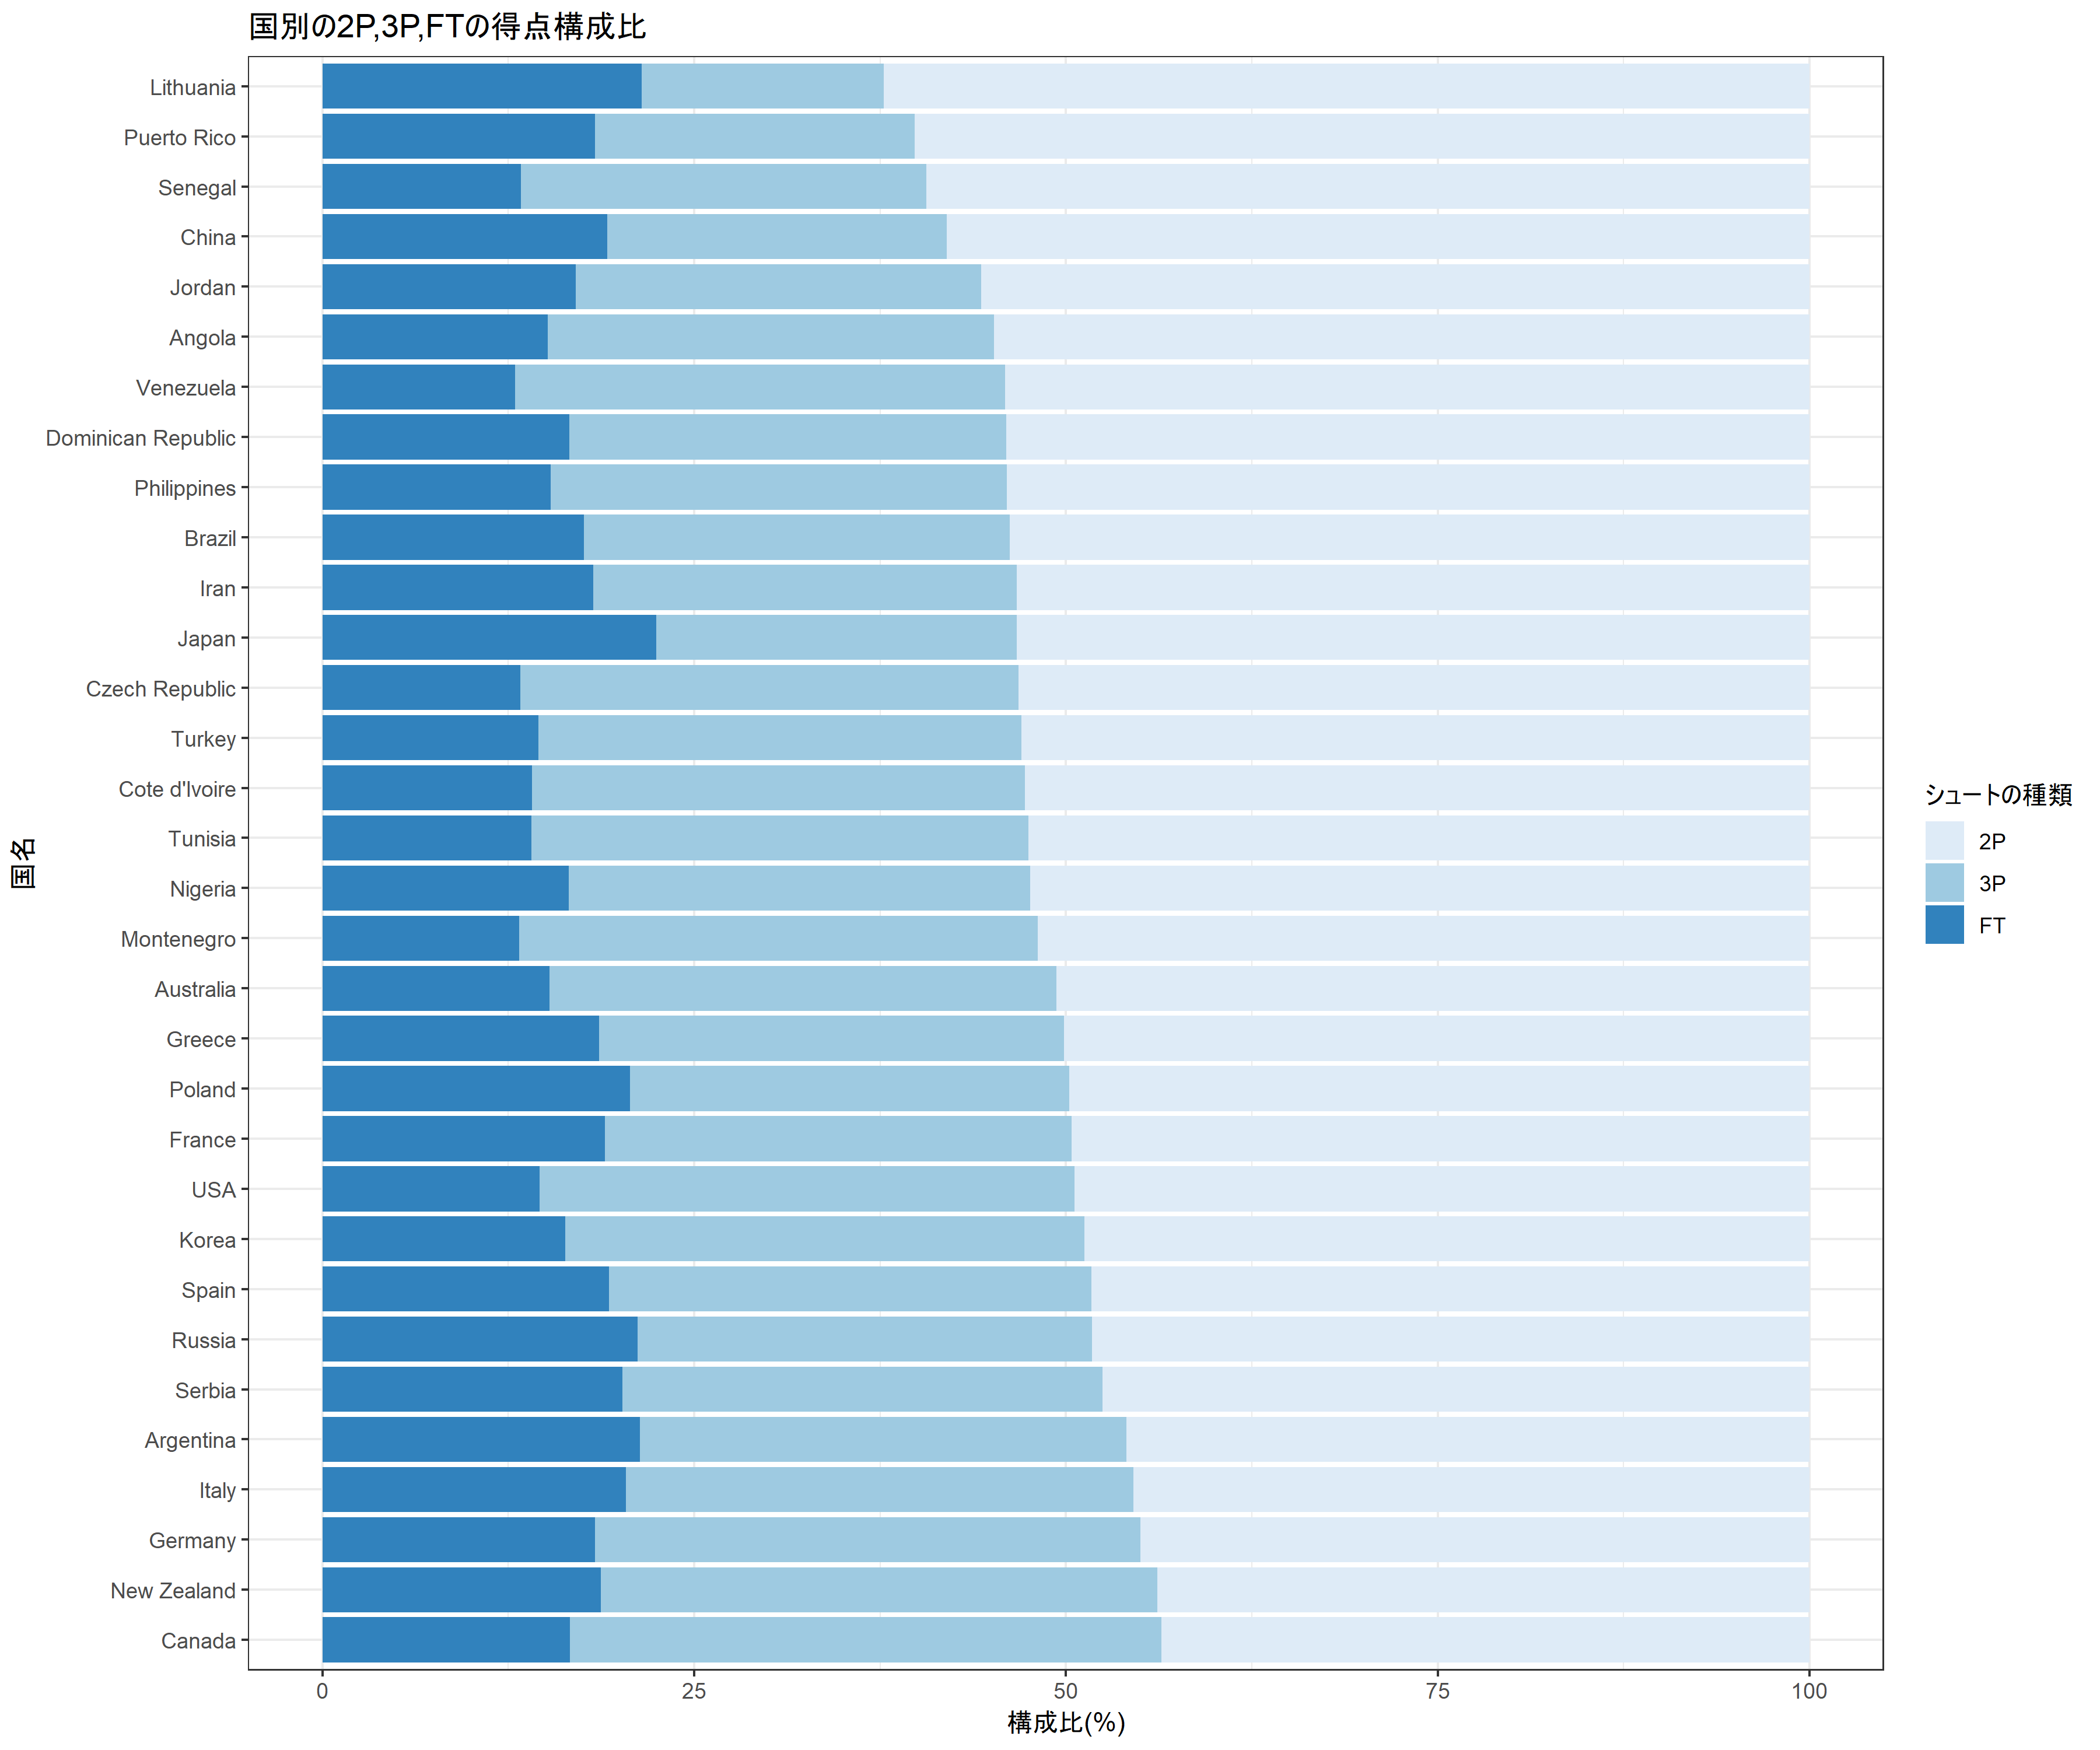 国別の2P,3P,FTの得点構成比
Lithuania
Puerto Rico
Senegal
China
Jordan
Angola
Venezuela
Dominican Republic
Philippines
Brazil
Iran
Japan
Czech Republic
Turkey
Cote d'Ivoire
Tunisia
Nigeria
Montenegro
Australia
Greece
Poland
France
USA
Korea
Spain
Russia
Serbia
Argentina
Italy
Germany
New Zealand
Canada
国名
0 25 50 75 100
構成比(%)
シュートの種類
2P
3P
FT